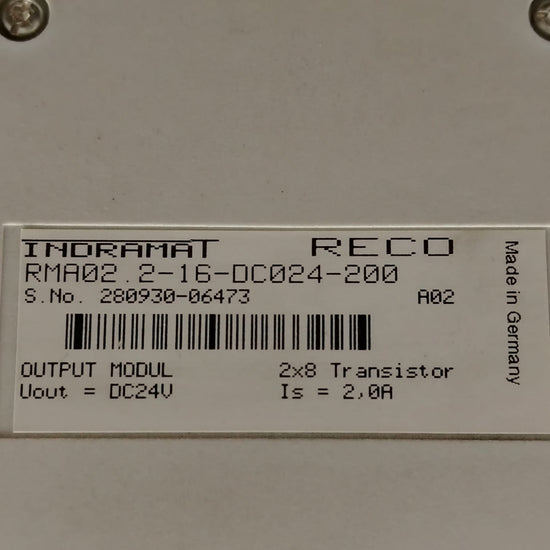 INDRAMAT RECO
RMA02.2-16-DC024-200
S.No. 280930-06473 A02
OUTPUT MODUL 2x8 Transistor
Uout = DC24V Is = 2,0A
Made in Germany